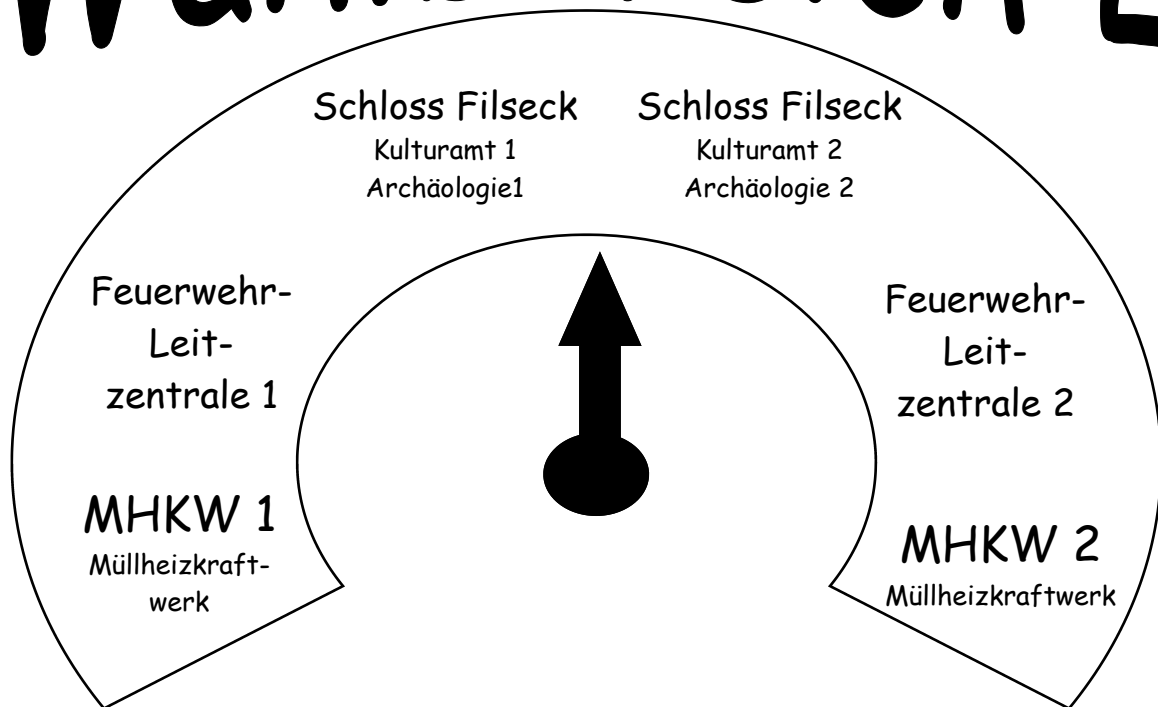 Schloss Filseck
Kulturamt 1
Archäologie1
Schloss Filseck
Kulturamt 2
Archäologie 2
Feuerwehr-
Leit-
zentrale 1
Feuerwehr-
Leit-
zentrale 2
MHKW 1
Müllheizkraft-
werk
MHKW 2
Müllheizkraftwerk